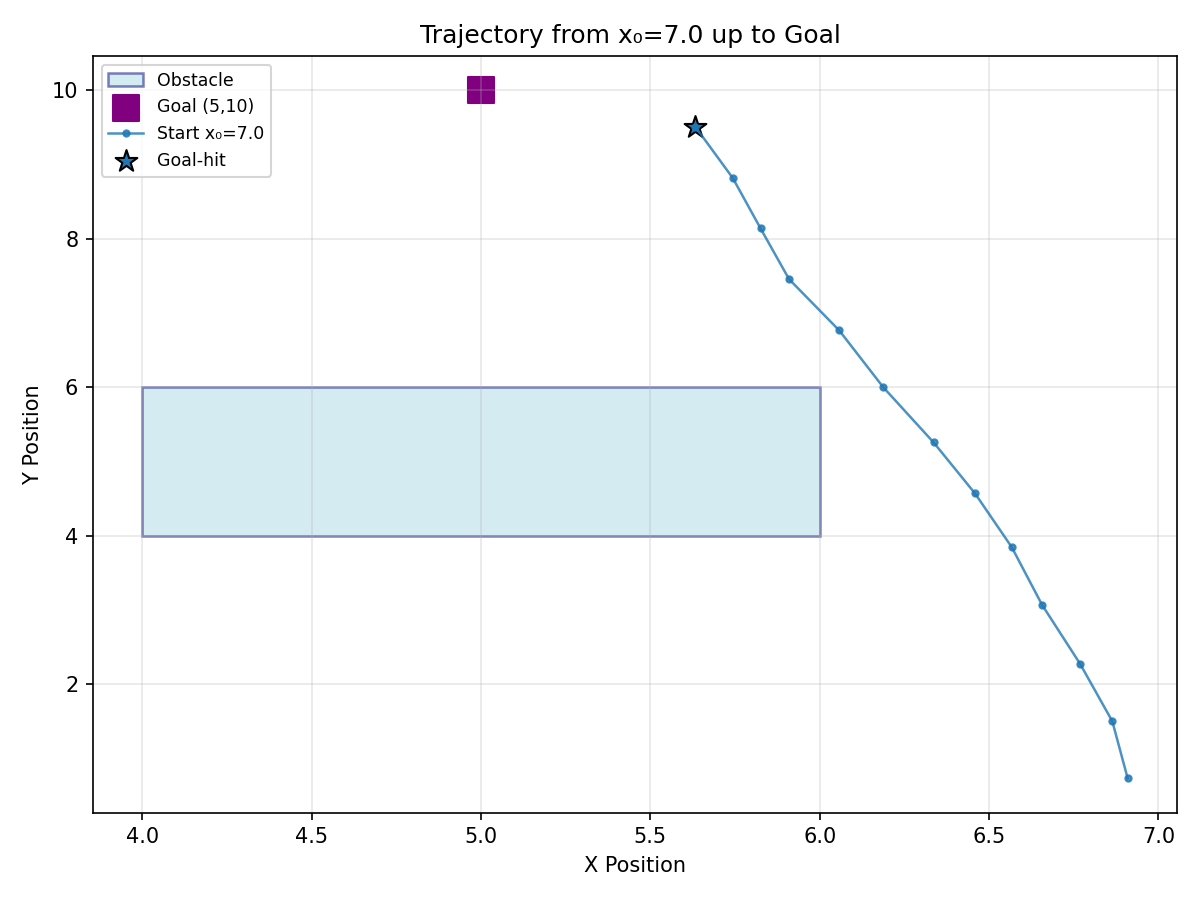 Trajectory from x₀=7.0 up to Goal
Obstacle
Goal (5,10)
Start x₀=7.0
Goal-hit
Y Position
10
8
6
4
2
4.0 4.5 5.0 5.5 6.0 6.5 7.0
X Position